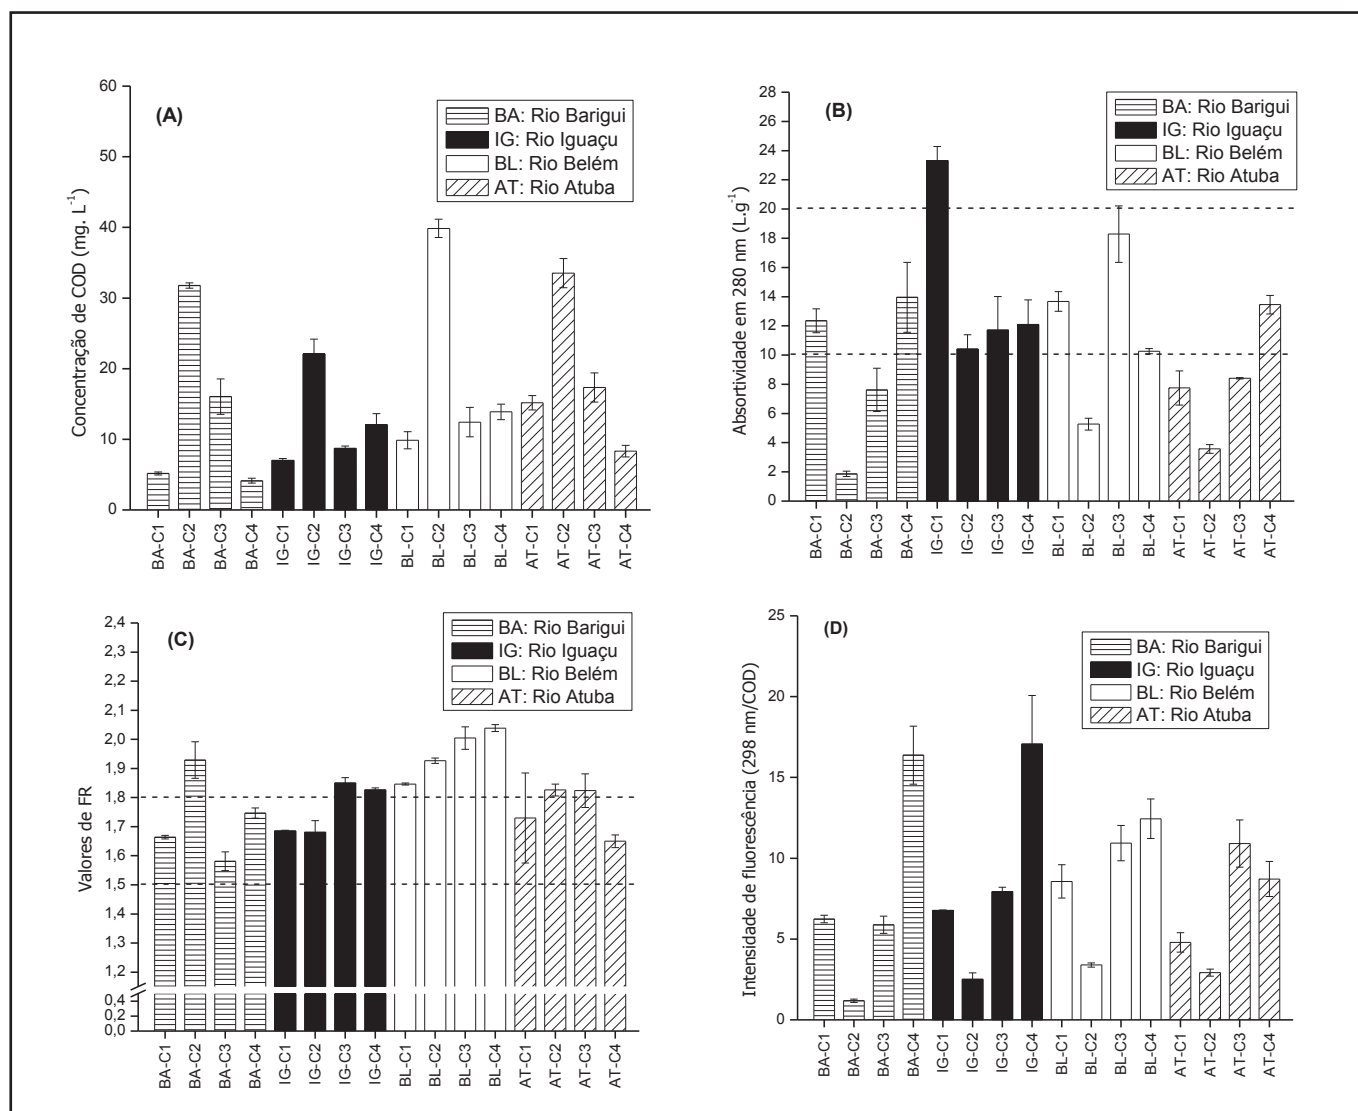 (A)
BA: Rio Barigui
IG: Rio Iguaçu
BL: Rio Belém
AT: Rio Atuba
Concentração de COD (mg. L⁻¹)
60
50
40
30
20
10
0
BA-C1
BA-C2
BA-C3
BA-C4
IG-C1
IG-C2
IG-C3
IG-C4
BL-C1
BL-C2
BL-C3
BL-C4
AT-C1
AT-C2
AT-C3
AT-C4
(B)
BA: Rio Barigui
IG: Rio Iguaçu
BL: Rio Belém
AT: Rio Atuba
Absortividade em 280 nm (L.g⁻¹)
28
26
24
22
20
18
16
14
12
10
8
6
4
2
0
BA-C1
BA-C2
BA-C3
BA-C4
IG-C1
IG-C2
IG-C3
IG-C4
BL-C1
BL-C2
BL-C3
BL-C4
AT-C1
AT-C2
AT-C3
AT-C4
(C)
BA: Rio Barigui
IG: Rio Iguaçu
BL: Rio Belém
AT: Rio Atuba
Valores de FR
2,4
2,3
2,2
2,1
2,0
1,9
1,8
1,7
1,6
1,5
1,4
1,3
1,2
0,4
0,2
0,0
BA-C1
BA-C2
BA-C3
BA-C4
IG-C1
IG-C2
IG-C3
IG-C4
BL-C1
BL-C2
BL-C3
BL-C4
AT-C1
AT-C2
AT-C3
AT-C4
(D)
BA: Rio Barigui
IG: Rio Iguaçu
BL: Rio Belém
AT: Rio Atuba
Intensidade de fluorescência (298 nm/COD)
25
20
15
10
5
0
BA-C1
BA-C2
BA-C3
BA-C4
IG-C1
IG-C2
IG-C3
IG-C4
BL-C1
BL-C2
BL-C3
BL-C4
AT-C1
AT-C2
AT-C3
AT-C4